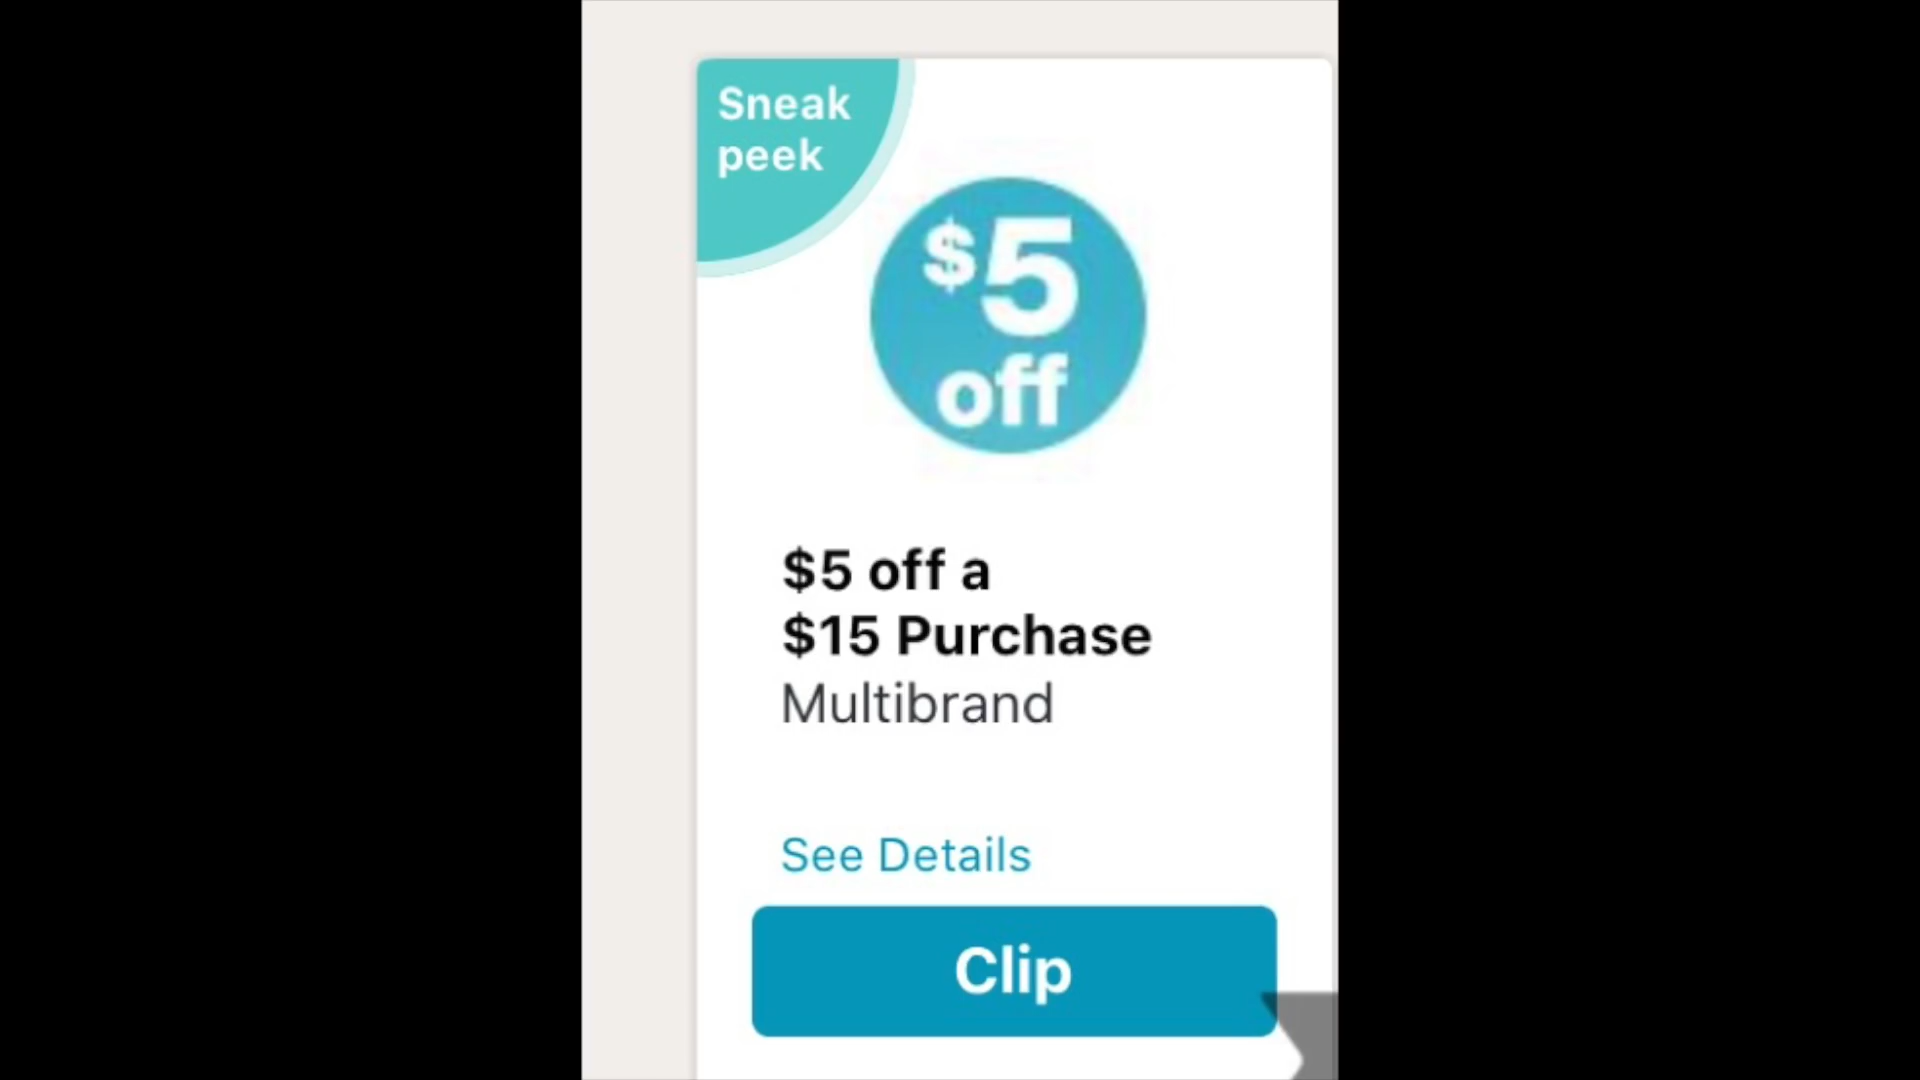 Sneak
peek
$5
off
$5 off a
$15 Purchase
Multibrand
See Details
Clip